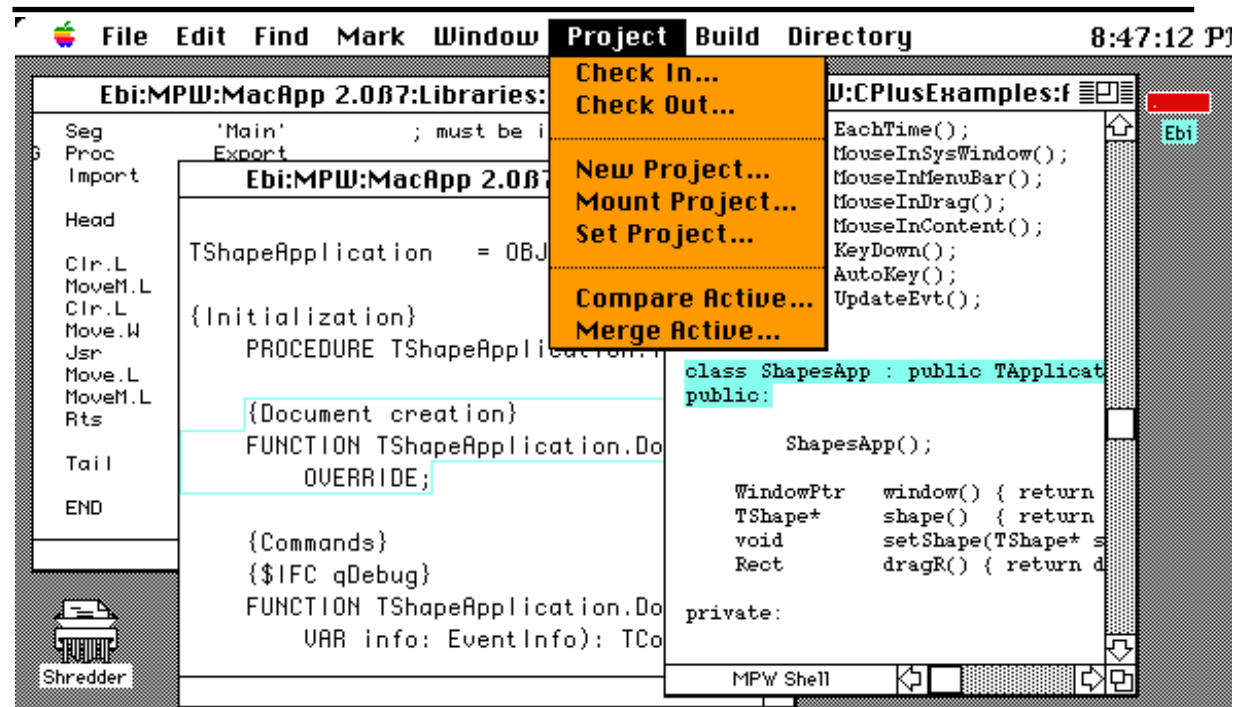 File Edit Find Mark Window Project Build Directory 8:47:12
Check In...
Check Out...
New Project...
Mount Project...
Set Project...
Compare Active...
Merge Active...
Ebi:MPW:MacApp 2.0ß7:Libraries:
Seg 'Main' ; must be i
Proc Export
Import
Head
Clr.L
MoveM.L
Clr.L
Move.W
Jsr
Move.L
MoveM.L
Rts
Tail
END
Ebi:MPW:MacApp 2.0ß7
TShapeApplication = OBJ
{Initialization}
PROCEDURE TShapeApplication.
{Document creation}
FUNCTION TShapeApplication.Do
OVERRIDE;
{Commands}
{$IFC qDebug}
FUNCTION TShapeApplication.Do
VAR info: EventInfo): TCo
:CPlusExamples:
EachTime();
MouseInSysWindow();
MouseInMenuBar();
MouseInDrag();
MouseInContent();
KeyDown();
AutoKey();
UpdateEvt();
class ShapesApp : public TApplicat
public:
ShapesApp();
WindowPtr window() { return
TShape* shape() { return
void setShape(TShape* s
Rect dragR() { return d
private:
MPW Shell
Ebi
Shredder